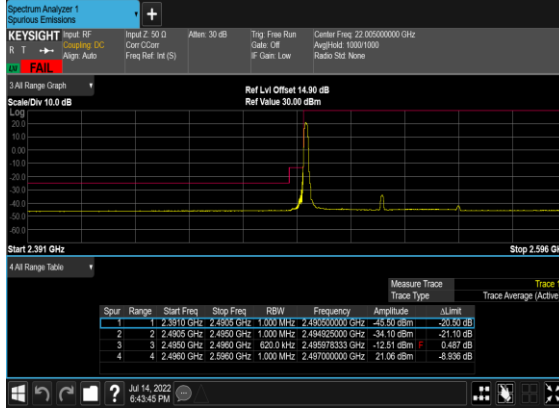 Spectrum Analyzer 1
Spurious Emissions
+
KEYSIGHT Input: RF Input Z: 50 Ω Atten: 30 dB Trig: Free Run Center Freq: 22.005000000 GHz
R T Coupling: DC Corr CCorr Gate: Off Avg|Hold: 1000/1000
Align: Auto Freq Ref: Int (S) IF Gain: Low Radio Std: None
FAIL
3 All Range Graph
Ref Lvl Offset 14.90 dB
Scale/Div 10.0 dB Ref Value 30.00 dBm
Log
20.0
10.0
0.00
-10.0
-20.0
-30.0
-40.0
-50.0
-60.0
Start 2.391 GHz Stop 2.596 GH
4 All Range Table
Measure Trace Trace 1
Trace Type Trace Average (Active
Spur Range Start Freq Stop Freq RBW Frequency Amplitude ΔLimit
1 1 2.3910 GHz 2.4905 GHz 1.000 MHz 2.490500000 GHz -45.50 dBm -20.50 dB
2 2 2.4905 GHz 2.4950 GHz 1.000 MHz 2.494925000 GHz -34.10 dBm -21.10 dB
3 3 2.4950 GHz 2.4960 GHz 620.0 kHz 2.495978333 GHz -12.51 dBm F 0.487 dB
4 4 2.4960 GHz 2.5960 GHz 1.000 MHz 2.497000000 GHz 21.06 dBm -8.936 dB
? Jul 14, 2022
6:43:45 PM